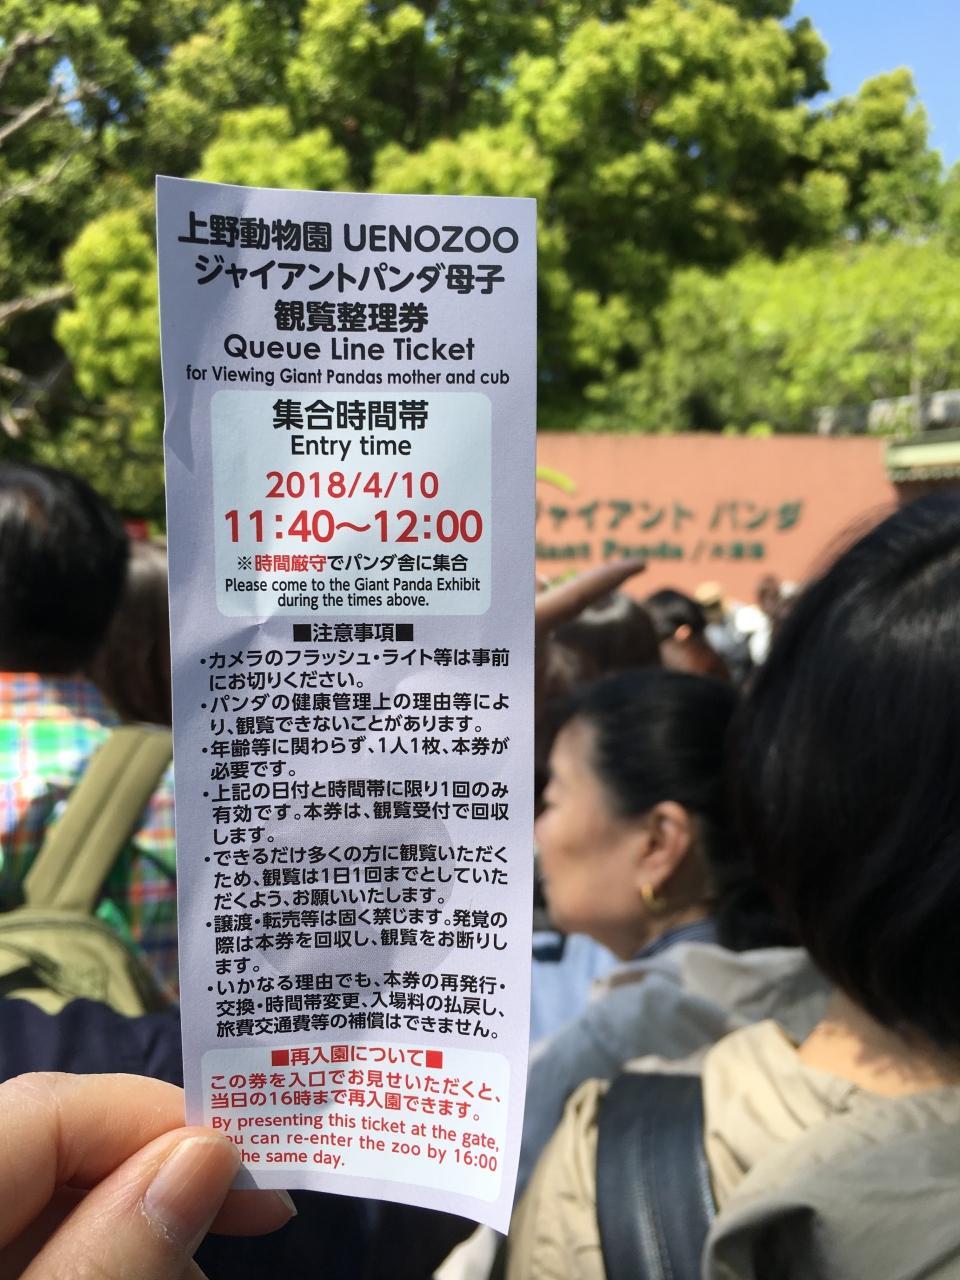 上野動物園 UENOZOO
ジャイアントパンダ母子
観覧整理券
Queue Line Ticket
for Viewing Giant Pandas mother and cub
集合時間帯
Entry time
2018/4/10
11:40～12:00
※時間厳守でパンダ舎に集合
Please come to the Giant Panda Exhibit
during the times above.
■注意事項■
・カメラのフラッシュ・ライト等は事前
にお切りください。
・パンダの健康管理上の理由等によ
り、観覧できないことがあります。
・年齢等に関わらず、1人1枚、本券が
必要です。
・上記の日付と時間帯に限り1回のみ
有効です。本券は、観覧受付で回収
します。
・できるだけ多くの方に観覧いただく
ため、観覧は1日1回までとしていた
だくよう、お願いいたします。
・譲渡・転売等は固く禁じます。発覚の
際は本券を回収し、観覧をお断りし
ます。
・いかなる理由でも、本券の再発行・
交換・時間帯変更、入場料の払戻し、
旅費交通費等の補償はできません。
■再入園について■
この券を入口でお見せいただくと、
当日の16時まで再入園できます。
By presenting this ticket at the gate,
you can re-enter the zoo by 16:00
the same day.
ャイアント パンダ
Giant Panda /